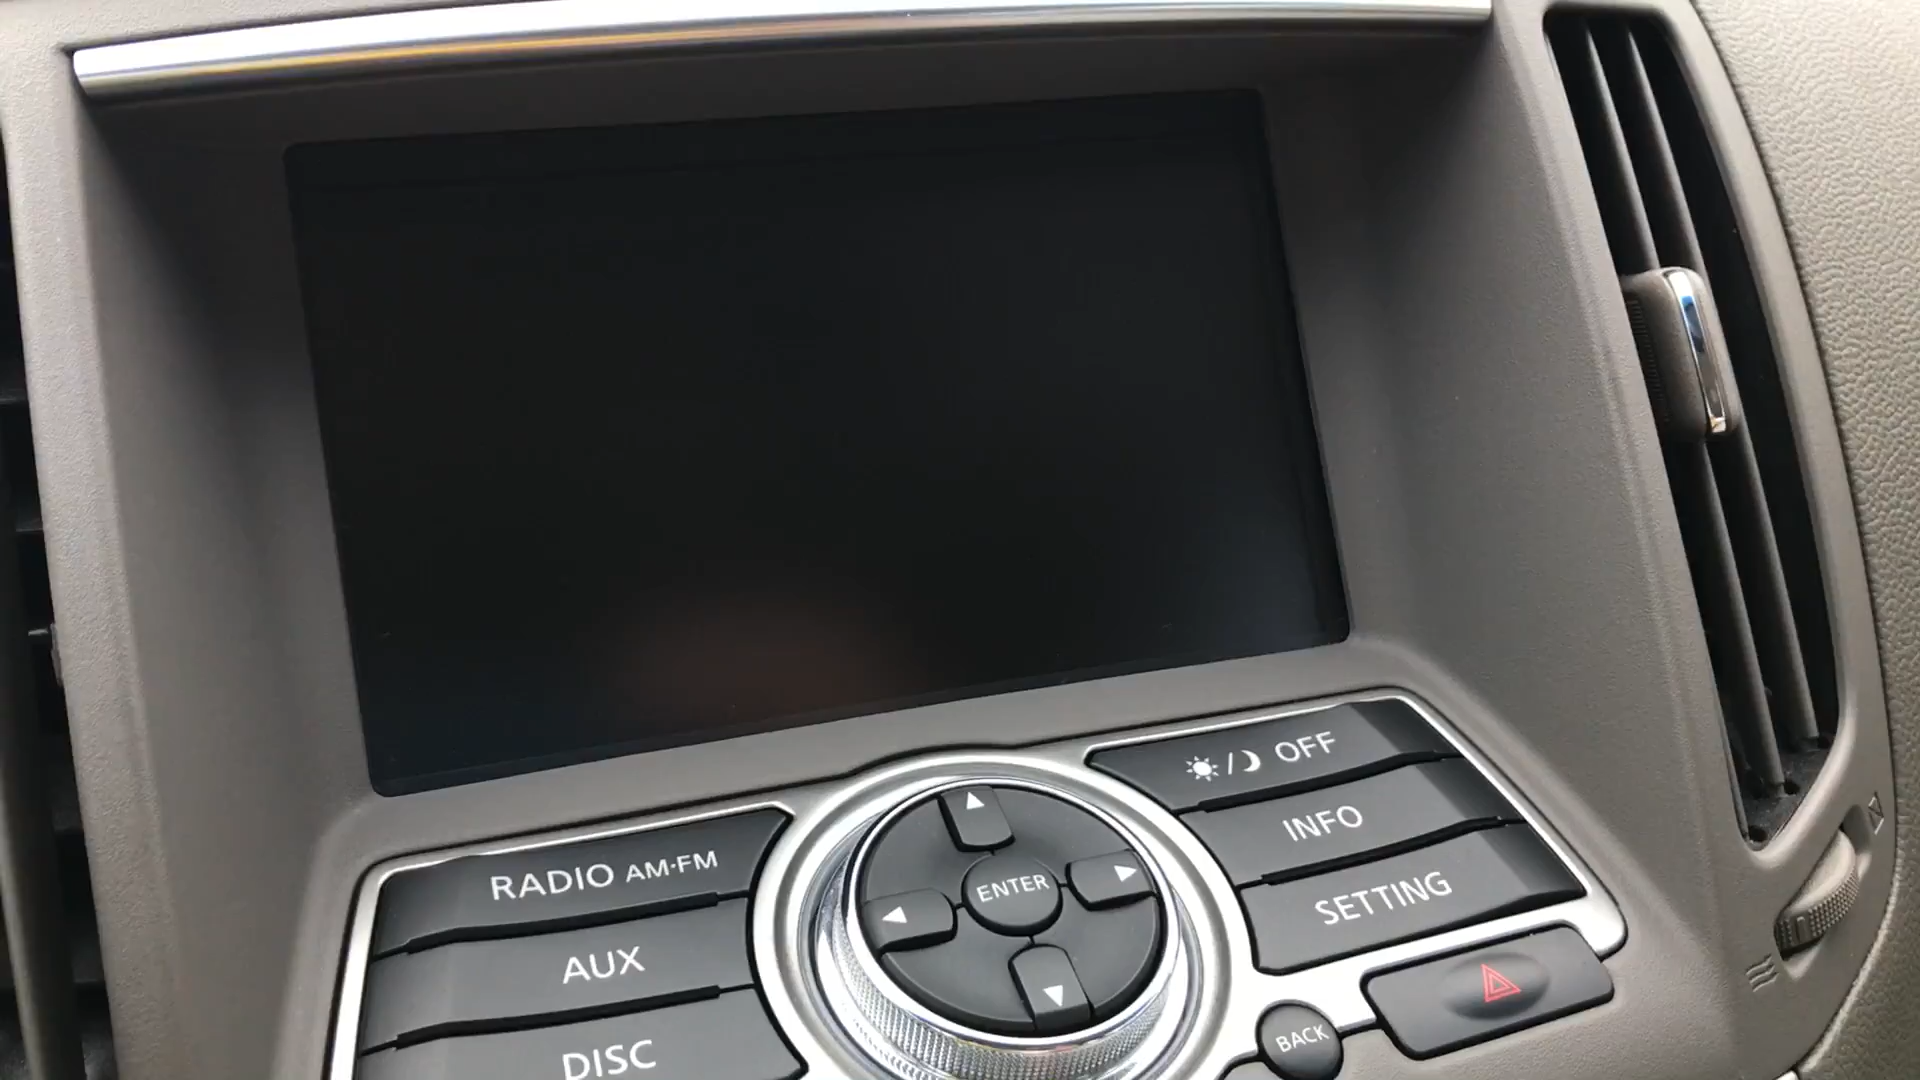 RADIO AM·FM
AUX
DISC
ENTER
/ OFF
INFO
SETTING
BACK